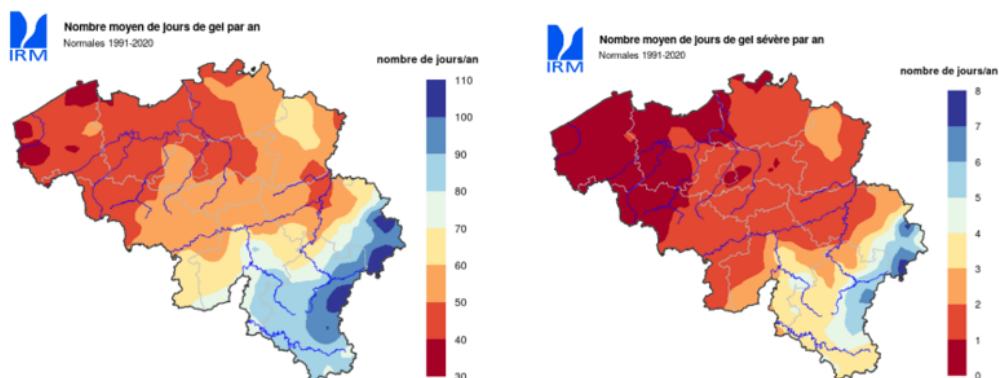 IRM
Nombre moyen de jours de gel par an
Normales 1991-2020
nombre de jours/an
110
100
90
80
70
60
50
40
30
IRM
Nombre moyen de jours de gel sévère par an
Normales 1991-2020
nombre de jours/an
8
7
6
5
4
3
2
1
0